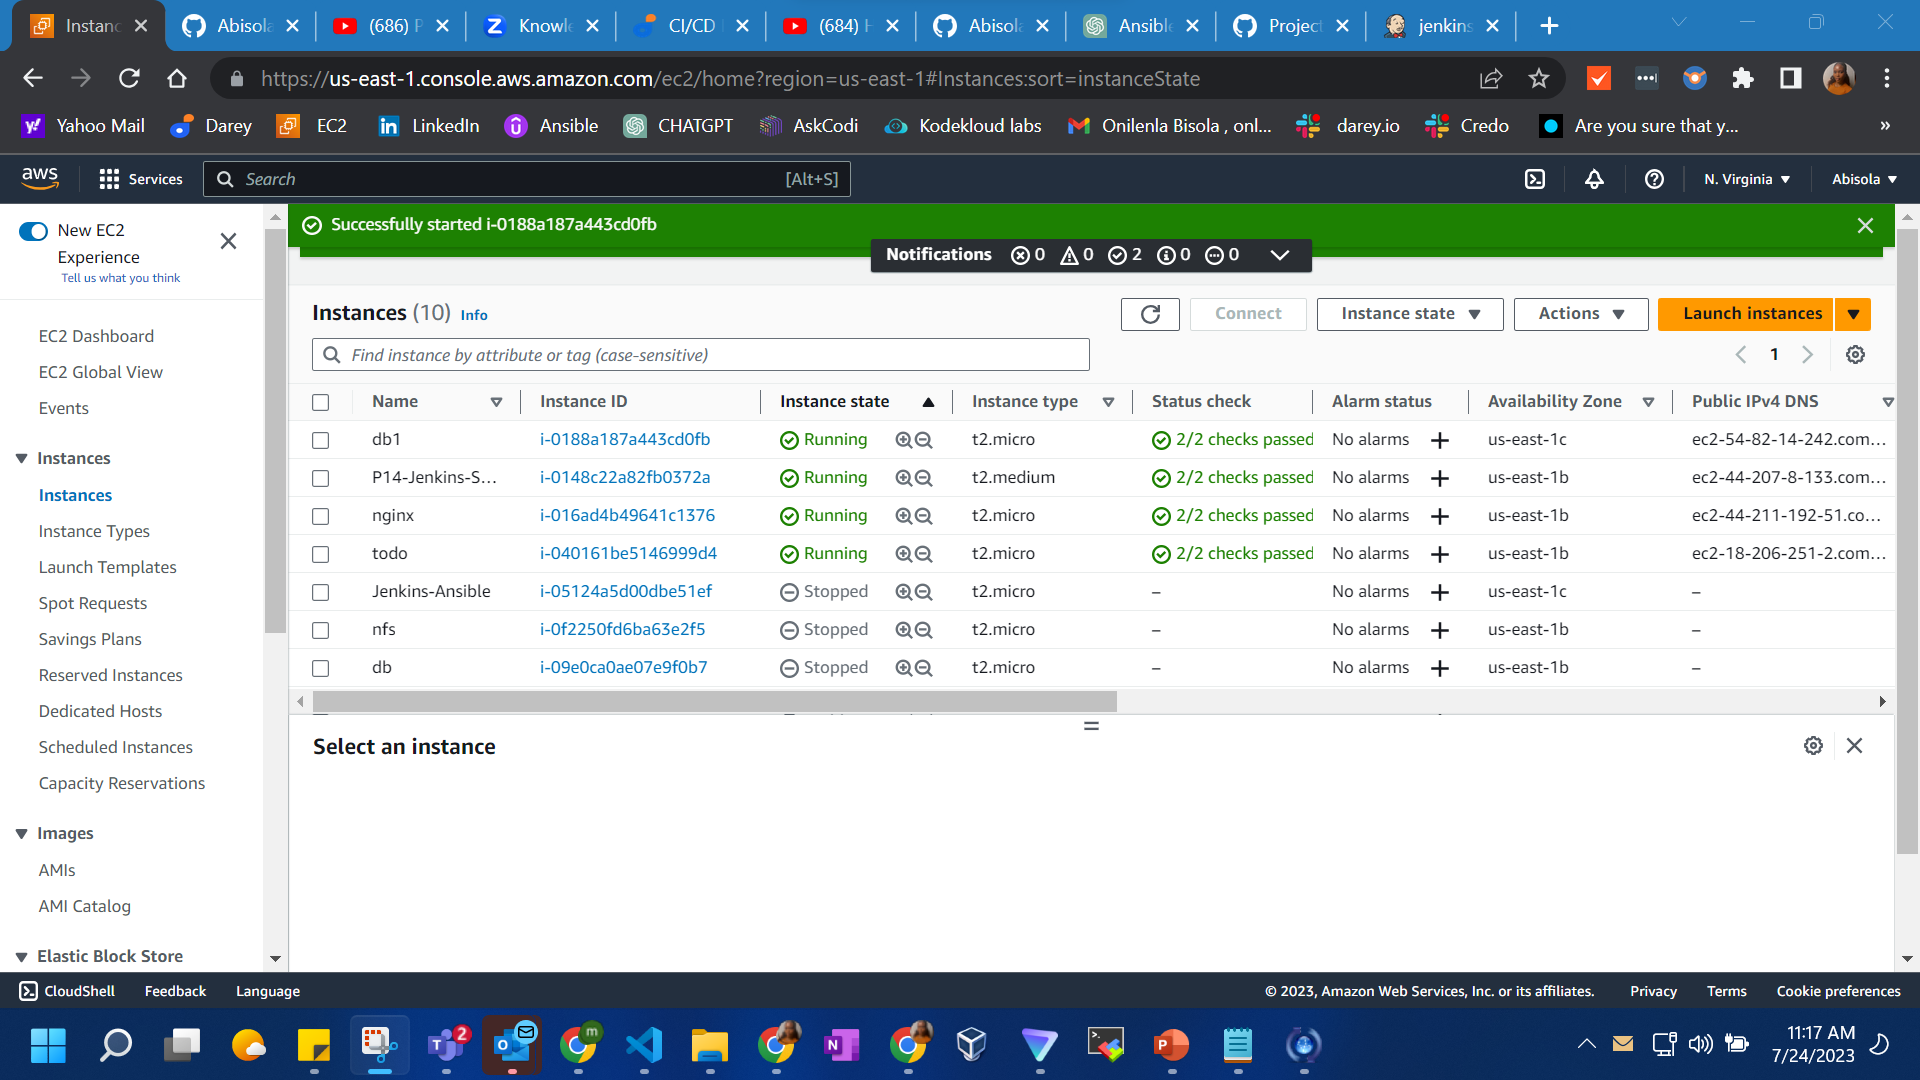 Instanc
Abisola
(686) P
Knowle
CI/CD
(684) H
Abisola
Ansible
Project
jenkins
https://us-east-1.console.aws.amazon.com/ec2/home?region=us-east-1#Instances:sort=instanceState
Yahoo Mail Darey EC2 LinkedIn Ansible CHATGPT AskCodi Kodekloud labs Onilenla Bisola , onl... darey.io Credo Are you sure that y... »
aws Services Search [Alt+S] N. Virginia Abisola
New EC2
Experience
Tell us what you think
EC2 Dashboard
EC2 Global View
Events
Instances
Instances
Instance Types
Launch Templates
Spot Requests
Savings Plans
Reserved Instances
Dedicated Hosts
Scheduled Instances
Capacity Reservations
Images
AMIs
AMI Catalog
Elastic Block Store
Successfully started i-0188a187a443cd0fb
Notifications 0 0 2 0 0
Instances (10) Info Connect Instance state Actions Launch instances
Find instance by attribute or tag (case-sensitive) 1
Name Instance ID Instance state Instance type Status check Alarm status Availability Zone Public IPv4 DNS
db1 i-0188a187a443cd0fb Running t2.micro 2/2 checks passed No alarms + us-east-1c ec2-54-82-14-242.com...
P14-Jenkins-S... i-0148c22a82fb0372a Running t2.medium 2/2 checks passed No alarms + us-east-1b ec2-44-207-8-133.com...
nginx i-016ad4b49641c1376 Running t2.micro 2/2 checks passed No alarms + us-east-1b ec2-44-211-192-51.co...
todo i-040161be5146999d4 Running t2.micro 2/2 checks passed No alarms + us-east-1b ec2-18-206-251-2.com...
Jenkins-Ansible i-05124a5d00dbe51ef Stopped t2.micro – No alarms + us-east-1c –
nfs i-0f2250fd6ba63e2f5 Stopped t2.micro – No alarms + us-east-1b –
db i-09e0ca0ae07e9f0b7 Stopped t2.micro – No alarms + us-east-1b –
Select an instance
CloudShell Feedback Language © 2023, Amazon Web Services, Inc. or its affiliates. Privacy Terms Cookie preferences
2
m
11:17 AM
7/24/2023